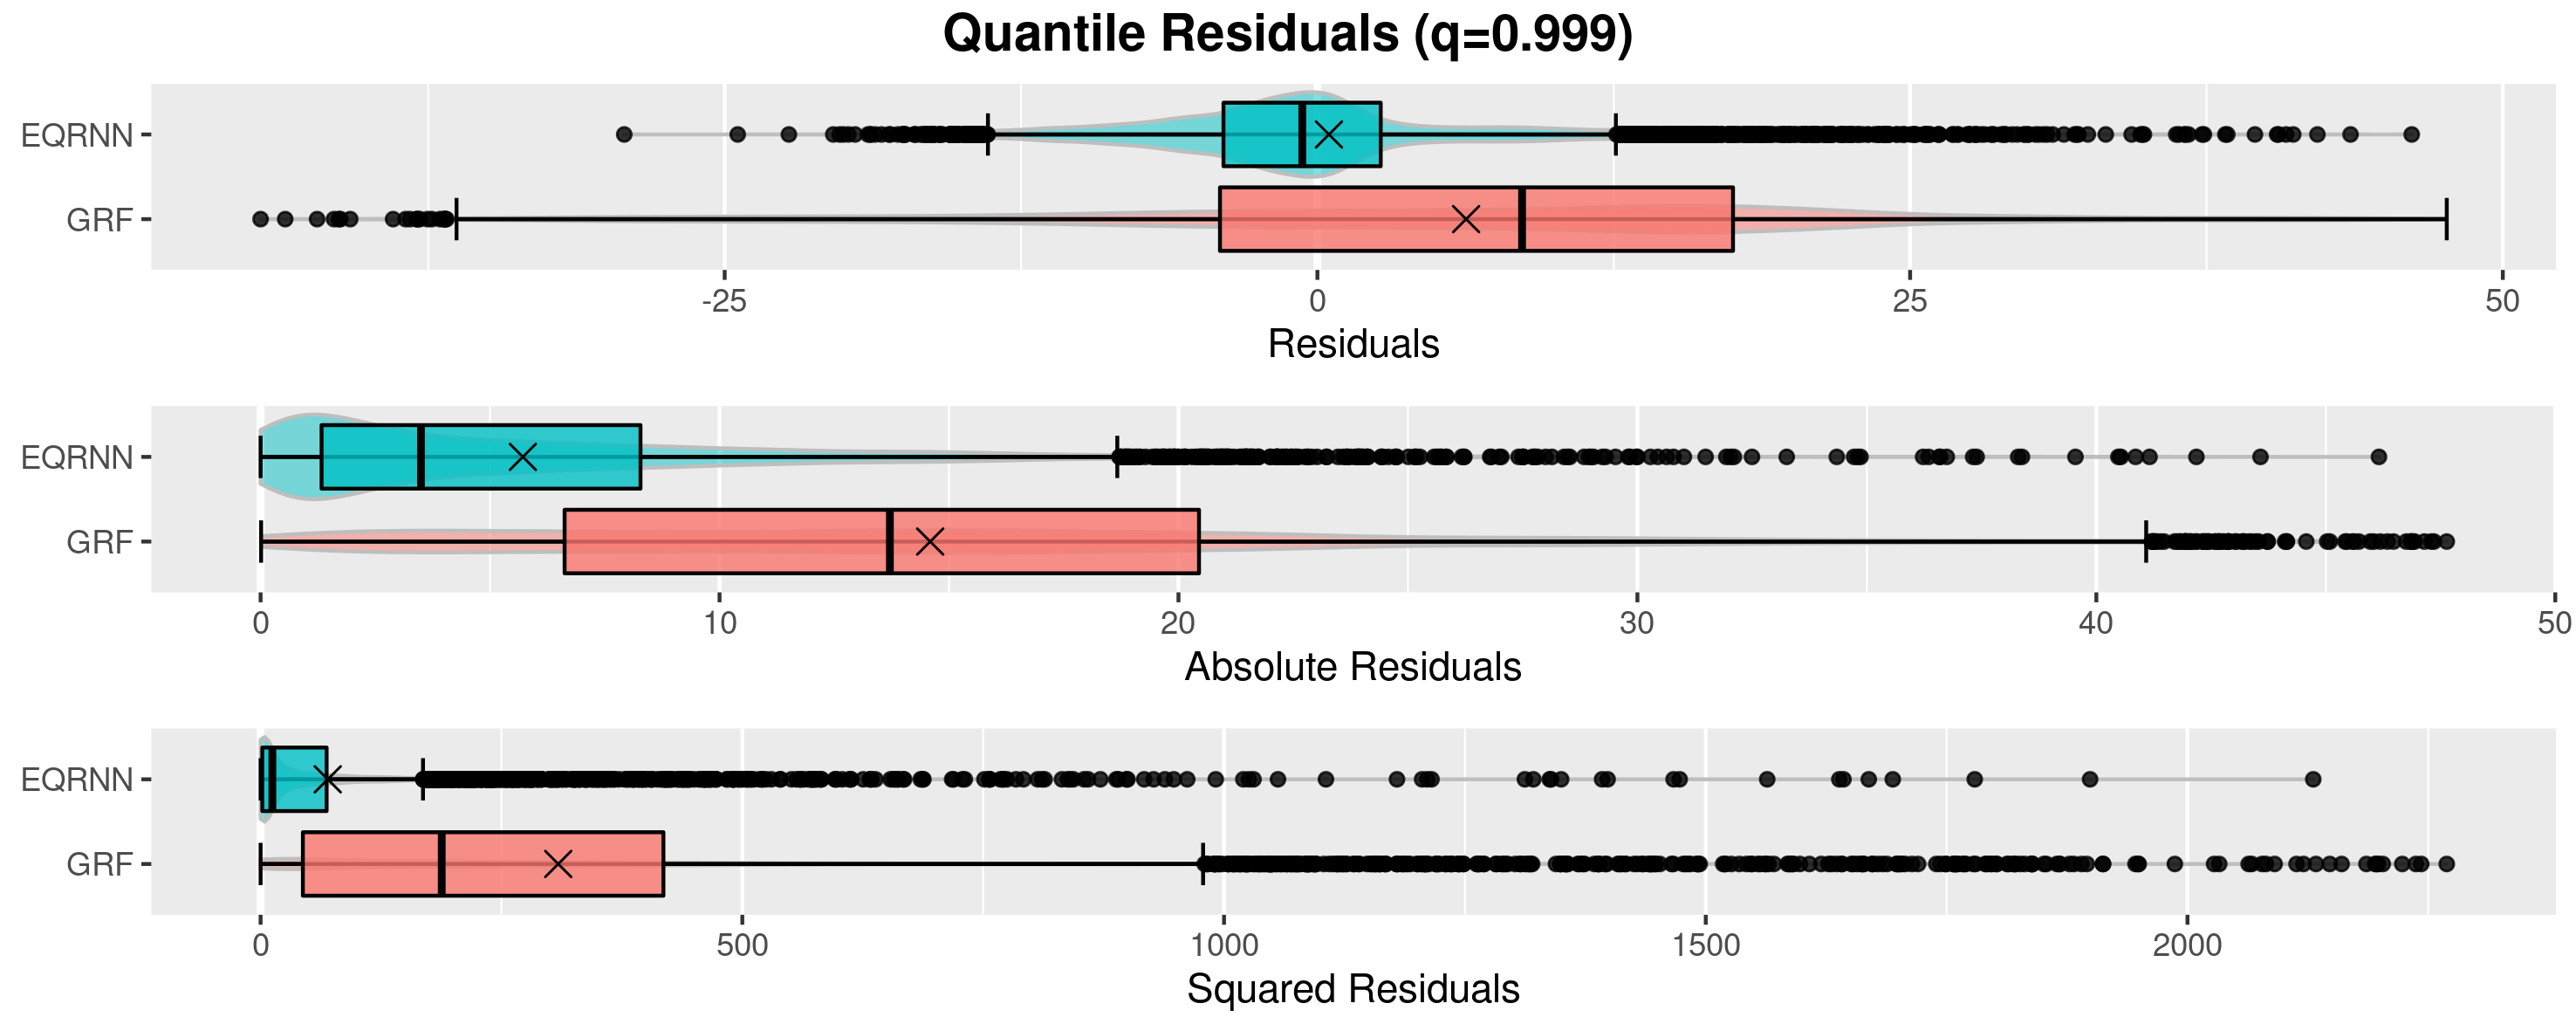 Quantile Residuals (q=0.999)
EQRNN
GRF
-25 0 25 50
Residuals
EQRNN
GRF
0 10 20 30 40 50
Absolute Residuals
EQRNN
GRF
0 500 1000 1500 2000
Squared Residuals